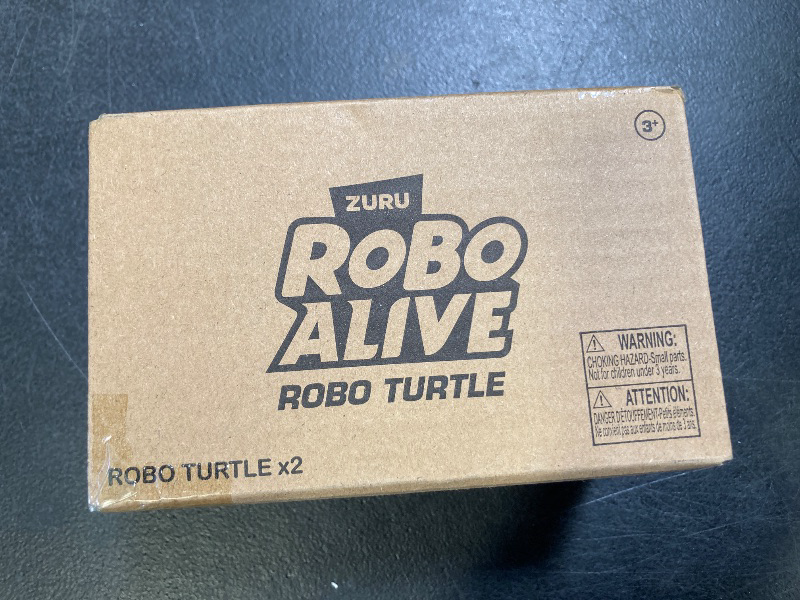 3+
ZURU
ROBO
ALIVE
ROBO TURTLE
WARNING:
CHOKING HAZARD-Small parts.
Not for children under 3 years.
ATTENTION:
DANGER D'ÉTOUFFEMENT-Petits éléments.
Ne convient pas aux enfants de moins de 3 ans.
ROBO TURTLE x2